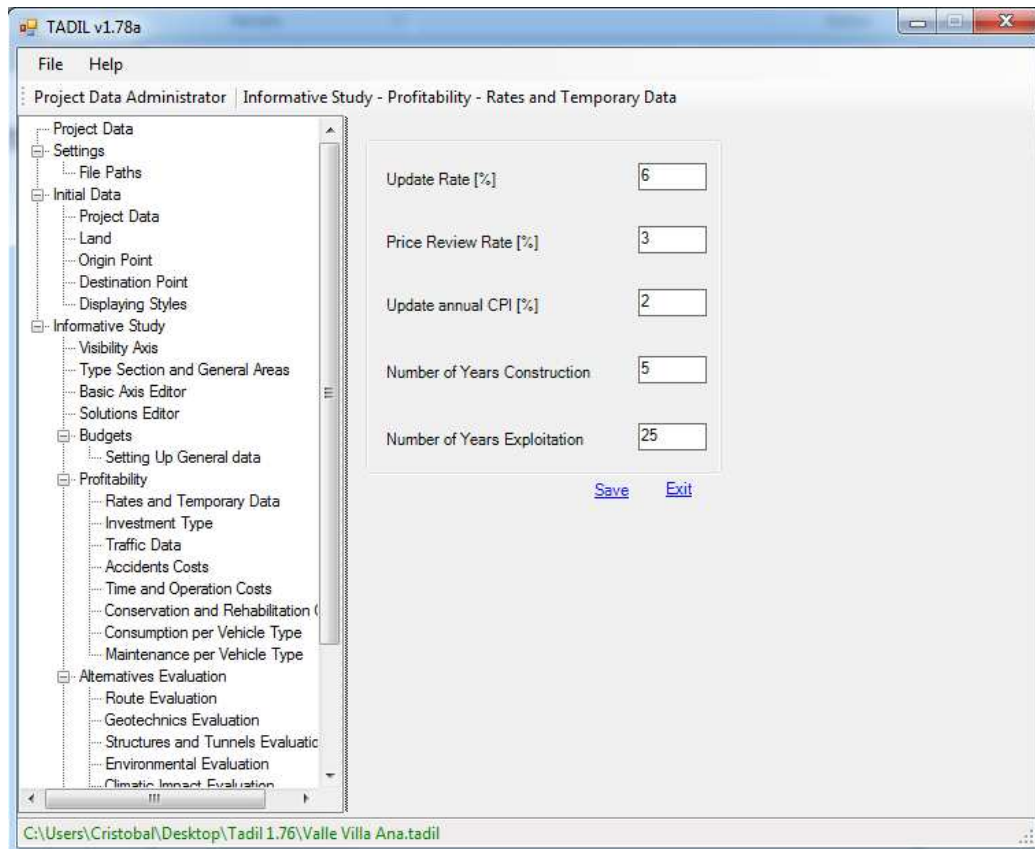 TADIL v1.78a
File Help
Project Data Administrator Informative Study - Profitability - Rates and Temporary Data
Project Data
Settings
File Paths
Initial Data
Project Data
Land
Origin Point
Destination Point
Displaying Styles
Informative Study
Visibility Axis
Type Section and General Areas
Basic Axis Editor
Solutions Editor
Budgets
Setting Up General data
Profitability
Rates and Temporary Data
Investment Type
Traffic Data
Accidents Costs
Time and Operation Costs
Conservation and Rehabilitation
Consumption per Vehicle Type
Maintenance per Vehicle Type
Alternatives Evaluation
Route Evaluation
Geotechnics Evaluation
Structures and Tunnels Evaluatio
Environmental Evaluation
Climatic Impact Evaluation
Update Rate [%] 6
Price Review Rate [%] 3
Update annual CPI [%] 2
Number of Years Construction 5
Number of Years Exploitation 25
Save Exit
C:\Users\Cristobal\Desktop\Tadil 1.76\Valle Villa Ana.tadil